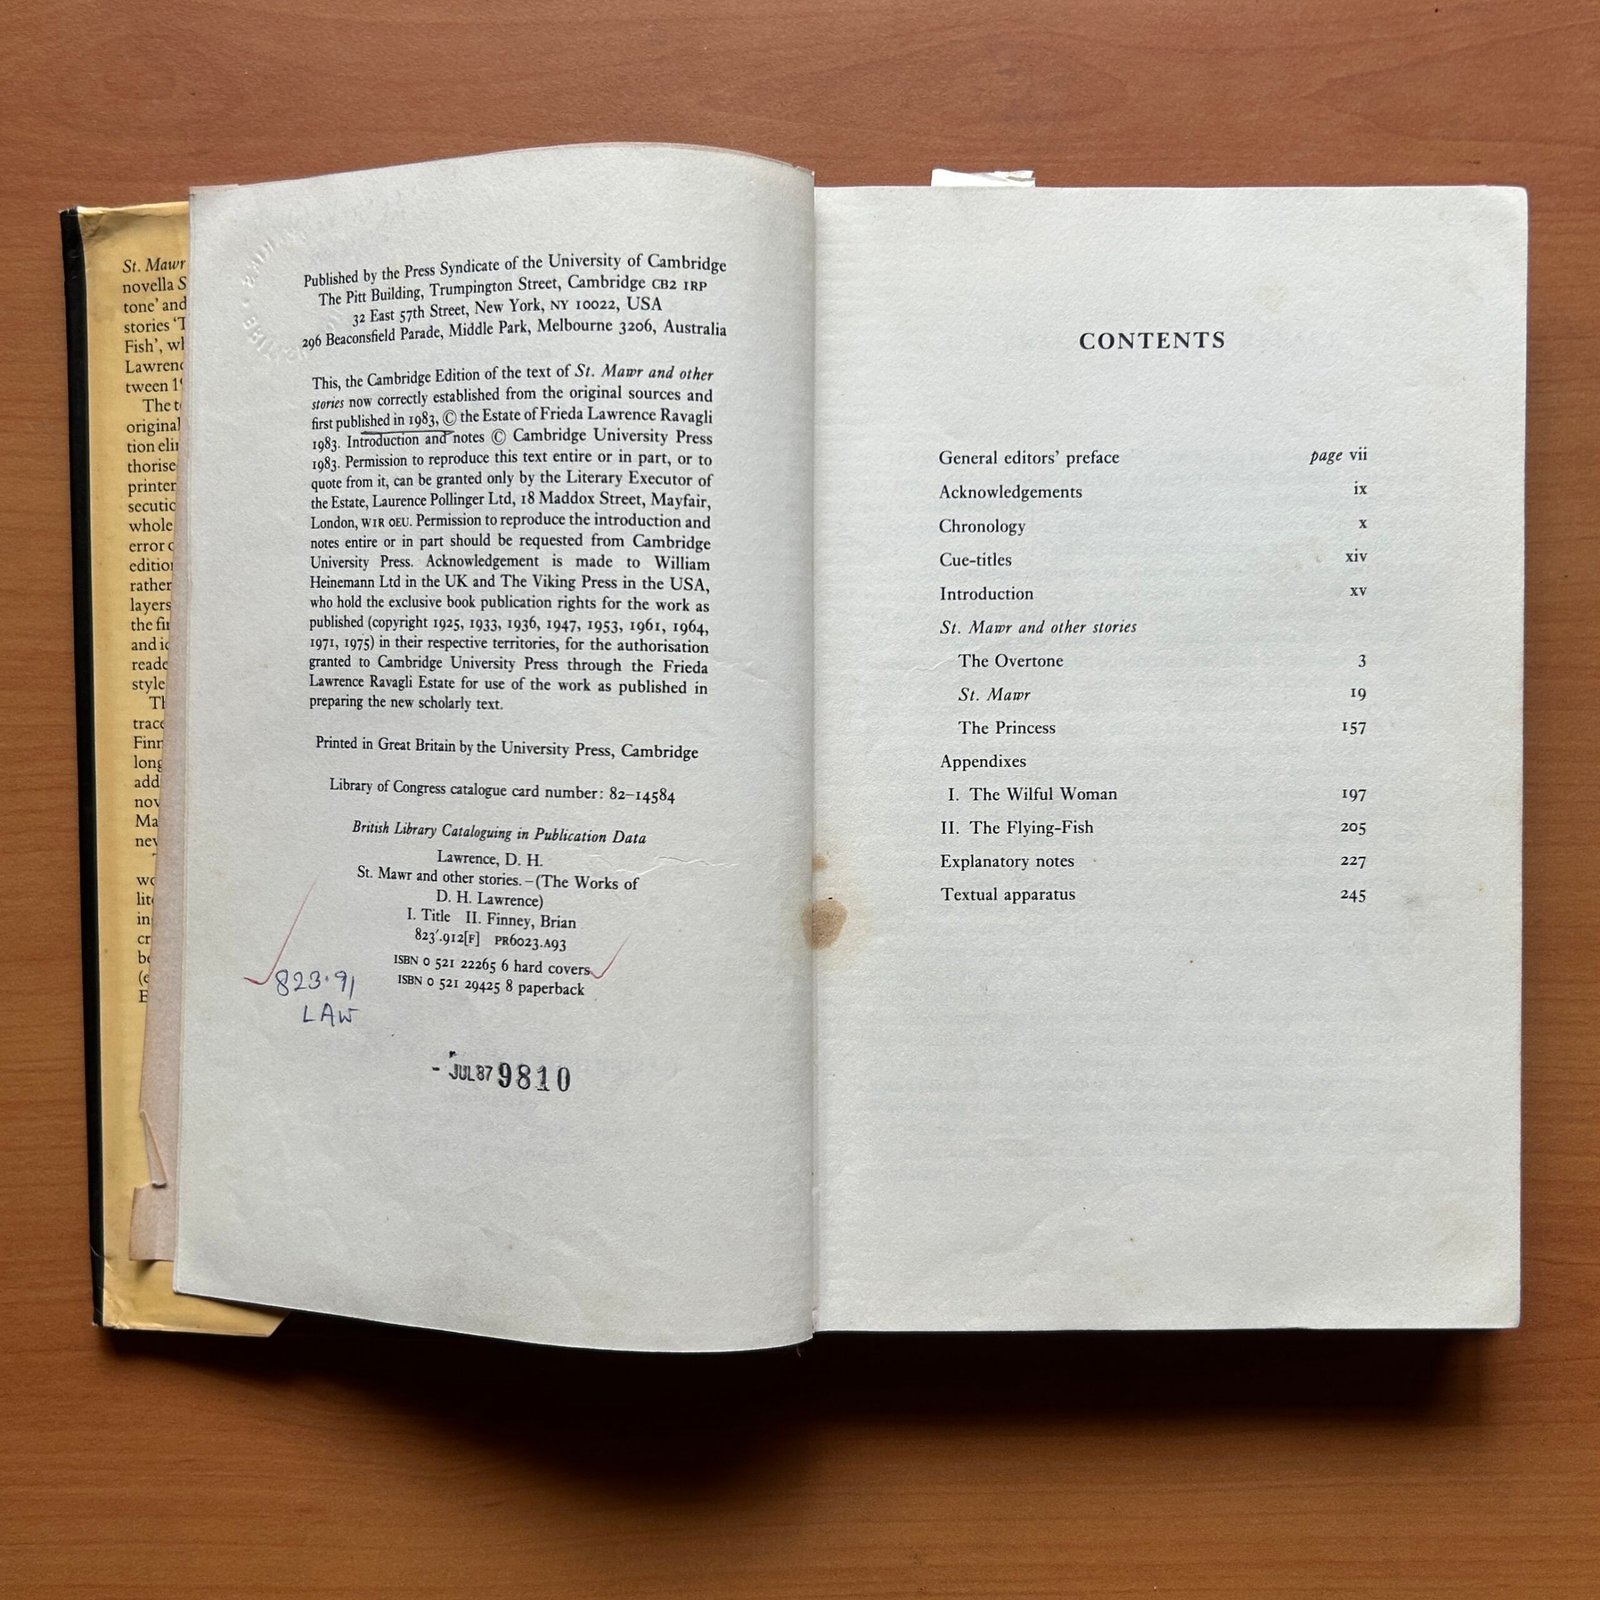 St. Mawr
novella S
tone' and
stories 'T
Fish', wh
Lawrenc
tween 19
The t
original
tion elir
thorise
printer
secutio
whole
error o
edition
rather
layers
the fir
and ic
reade
style
Th
trace
Finn
long
add
nov
Ma
nev
wo
lite
in
cr
be
(e
E
Published by the Press Syndicate of the University of Cambridge
The Pitt Building, Trumpington Street, Cambridge CB2 1RP
32 East 57th Street, New York, NY 10022, USA
296 Beaconsfield Parade, Middle Park, Melbourne 3206, Australia
This, the Cambridge Edition of the text of St. Mawr and other
stories now correctly established from the original sources and
first published in 1983, © the Estate of Frieda Lawrence Ravagli
1983. Introduction and notes © Cambridge University Press
1983. Permission to reproduce this text entire or in part, or to
quote from it, can be granted only by the Literary Executor of
the Estate, Laurence Pollinger Ltd, 18 Maddox Street, Mayfair,
London, W1R 0EU. Permission to reproduce the introduction and
notes entire or in part should be requested from Cambridge
University Press. Acknowledgement is made to William
Heinemann Ltd in the UK and The Viking Press in the USA,
who hold the exclusive book publication rights for the work as
published (copyright 1925, 1933, 1936, 1947, 1953, 1961, 1964,
1971, 1975) in their respective territories, for the authorisation
granted to Cambridge University Press through the Frieda
Lawrence Ravagli Estate for use of the work as published in
preparing the new scholarly text.
Printed in Great Britain by the University Press, Cambridge
Library of Congress catalogue card number: 82–14584
British Library Cataloguing in Publication Data
Lawrence, D. H.
St. Mawr and other stories.–(The Works of
D. H. Lawrence)
I. Title II. Finney, Brian
823'.912[F] PR6023.A93
ISBN 0 521 22265 6 hard covers
ISBN 0 521 29425 8 paperback
823.91
LAW
- JUL 87 9810
CONTENTS
General editors' preface page vii
Acknowledgements ix
Chronology x
Cue-titles xiv
Introduction xv
St. Mawr and other stories
The Overtone 3
St. Mawr 19
The Princess 157
Appendixes
I. The Wilful Woman 197
II. The Flying-Fish 205
Explanatory notes 227
Textual apparatus 245